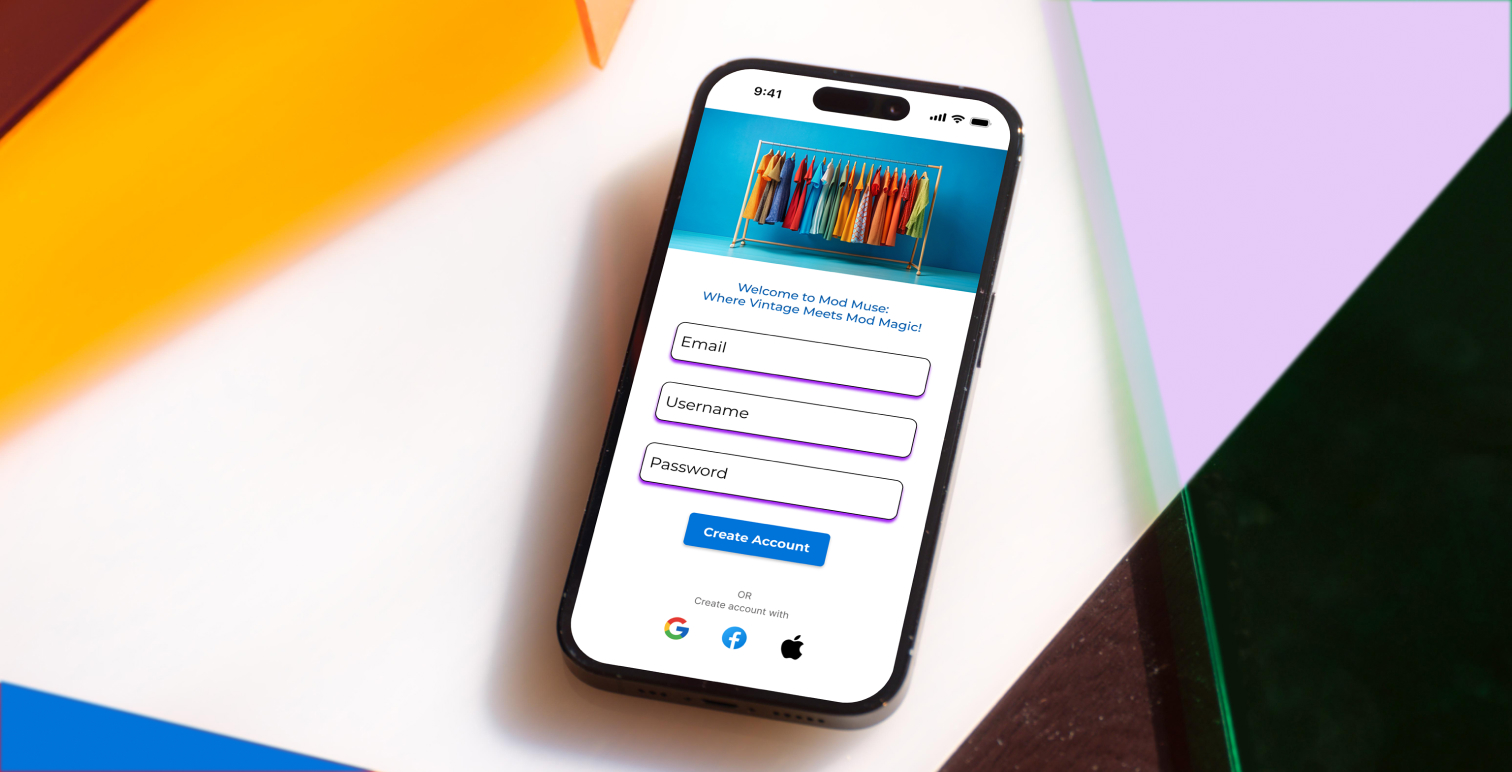 9:41
Welcome to Mod Muse:
Where Vintage Meets Mod Magic!
Email
Username
Password
Create Account
OR
Create account with